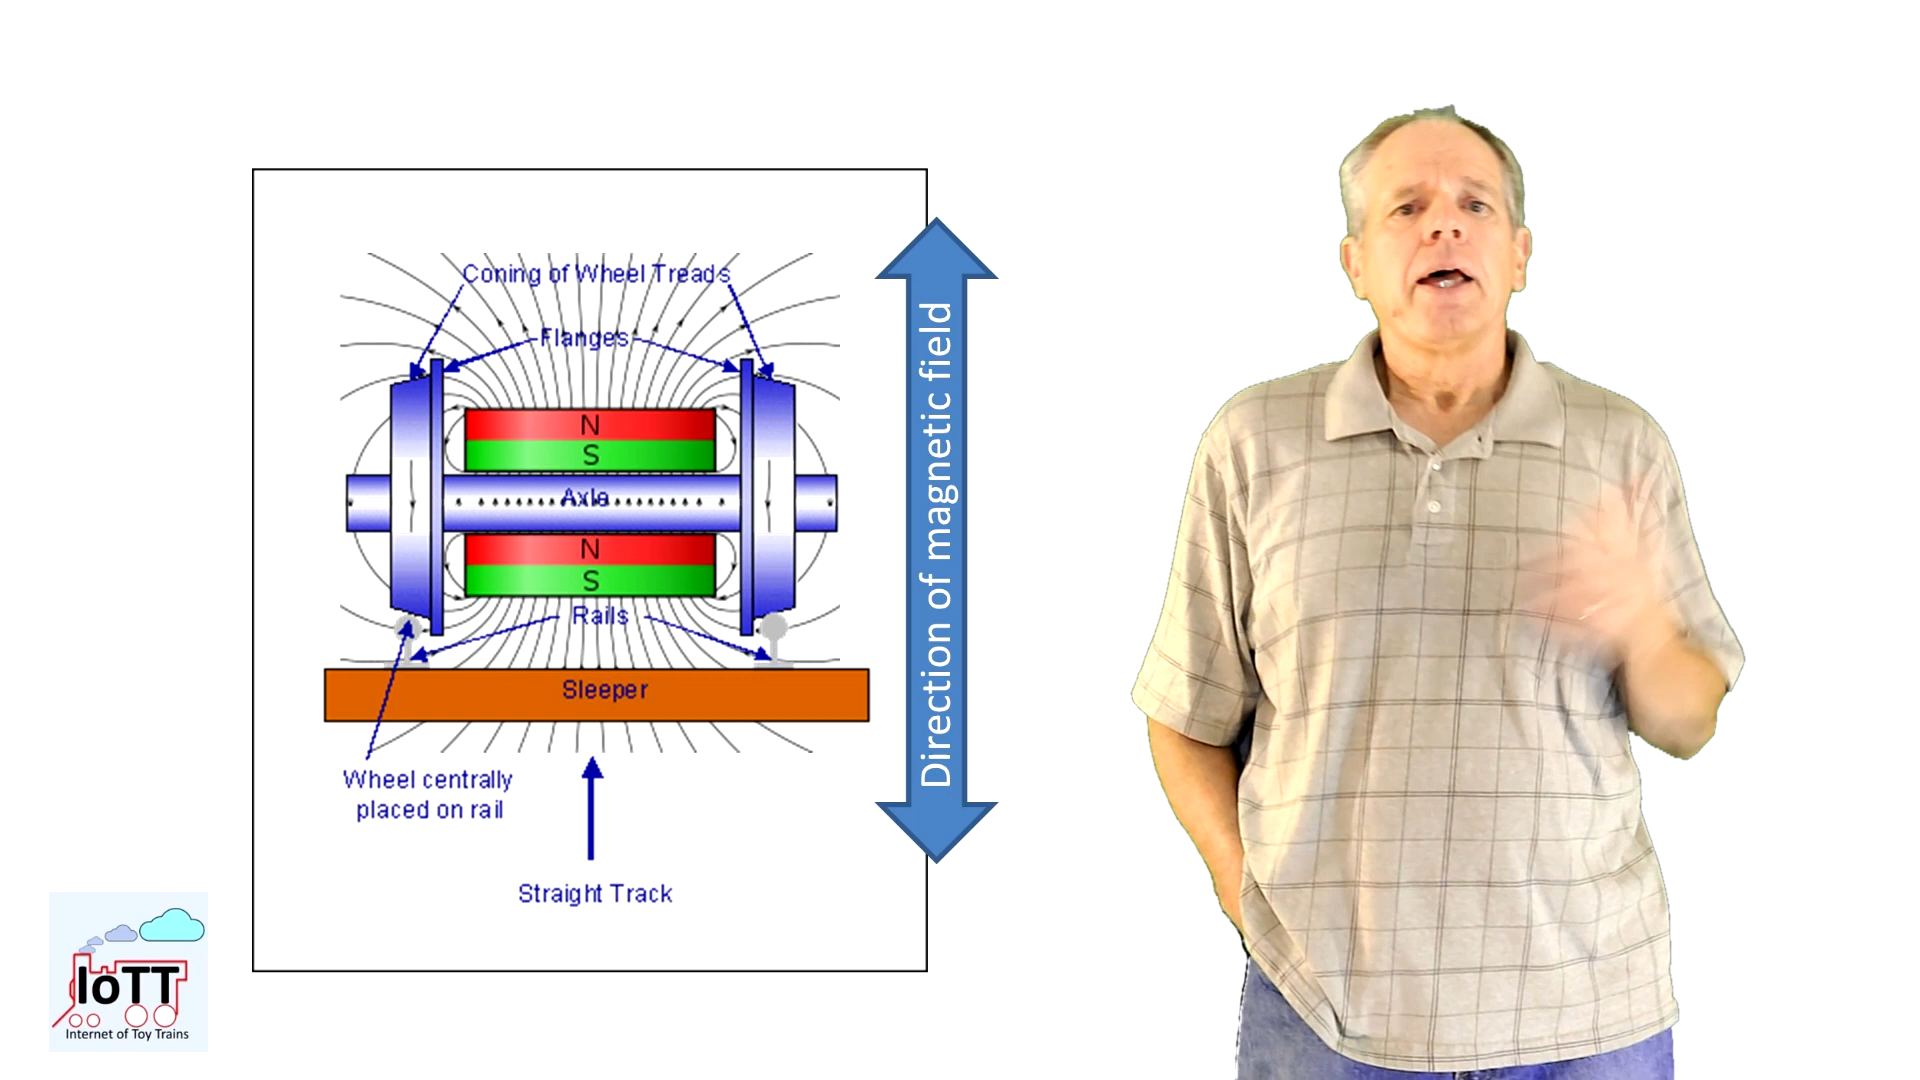 Coning of Wheel Treads
Flanges
N
S
Axle
N
S
Rails
Sleeper
Wheel centrally
placed on rail
Straight Track
Direction of magnetic field
IoTT
Internet of Toy Trains